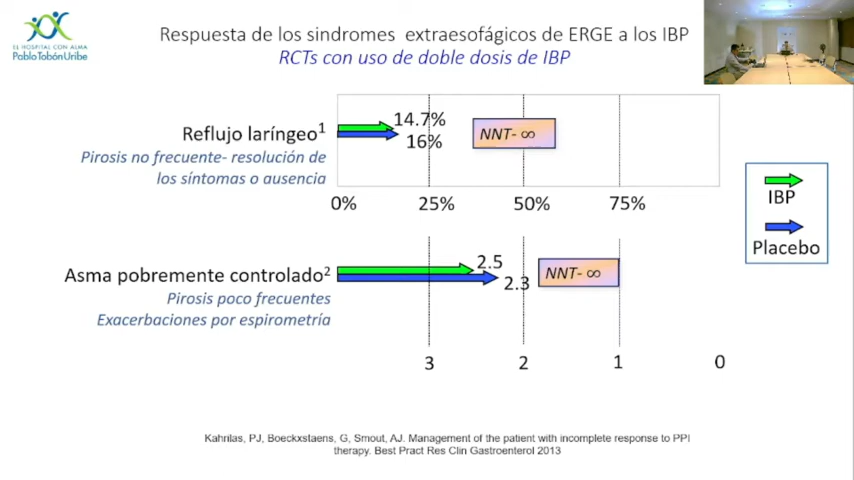 Respuesta de los sindromes extraesofágicos de ERGE a los IBP
RCTs con uso de doble dosis de IBP
EL HOSPITAL CON ALMA
Pablo Tobón Uribe
Reflujo laríngeo1
Pirosis no frecuente- resolución de
los síntomas o ausencia
14.7%
16%
NNT- ∞
0% 25% 50% 75%
IBP
Placebo
Asma pobremente controlado2
Pirosis poco frecuentes
Exacerbaciones por espirometría
2.5
2.3
NNT- ∞
3 2 1 0
Kahrilas, PJ, Boeckxstaens, G, Smout, AJ. Management of the patient with incomplete response to PPI
therapy. Best Pract Res Clin Gastroenterol 2013